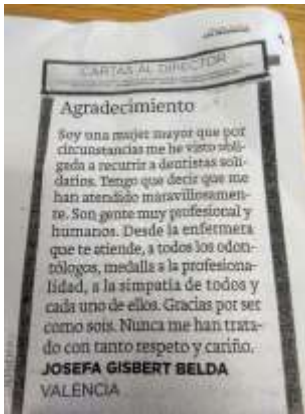 CARTAS AL DIRECTOR
Agradecimiento
Soy una mujer mayor que por
circunstancias me he visto obli-
gada a recurrir a dentistas soli-
darios. Tengo que decir que me
han atendido maravillosamen-
te. Son gente muy profesional y
humanos. Desde la enfermera
que te atiende, a todos los odon-
tólogos, medalla a la profesiona-
lidad, a la simpatía de todos y
cada uno de ellos. Gracias por ser
como sois. Nunca me han trata-
do con tanto respeto y cariño.
JOSEFA GISBERT BELDA
VALENCIA